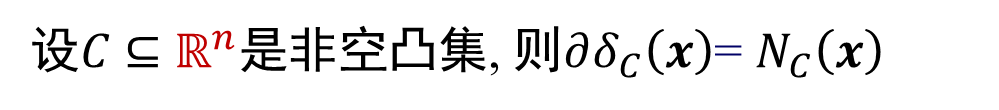 设𝐶 ⊆ ℝⁿ是非空凸集, 则∂δ_C(𝒙)= N_C(𝒙)